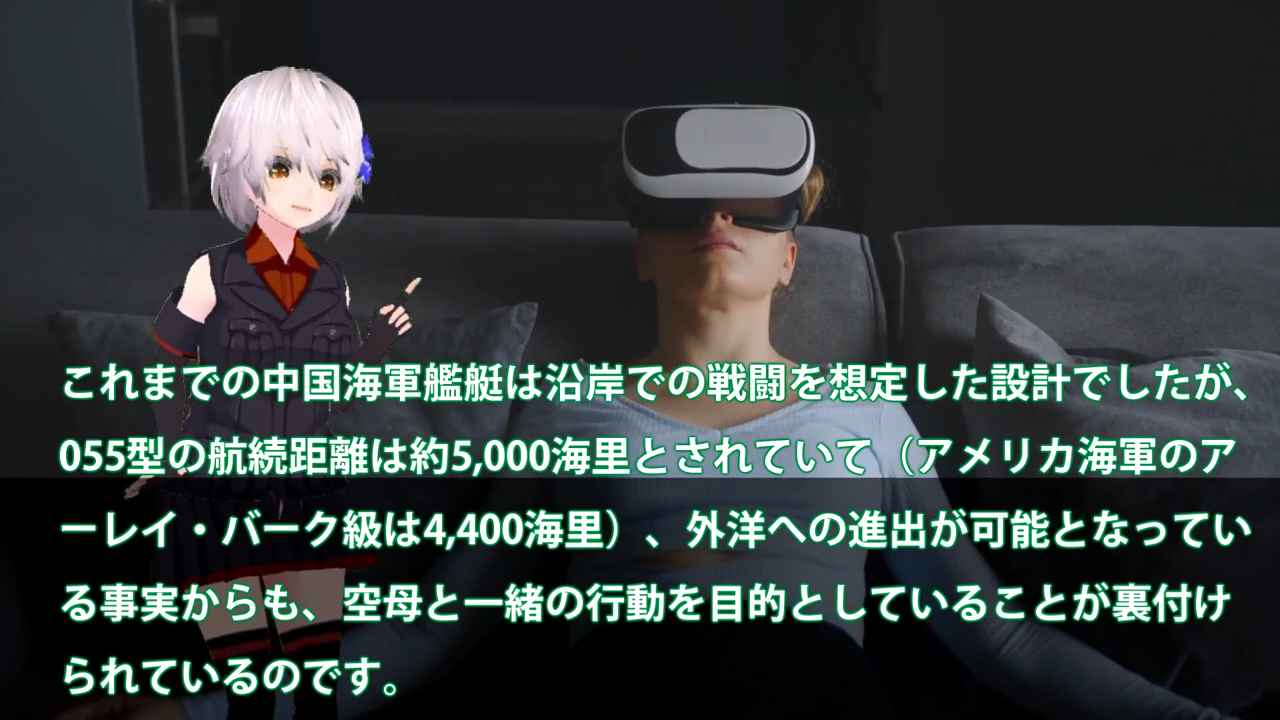 これまでの中国海軍艦艇は沿岸での戦闘を想定した設計でしたが、
055型の航続距離は約5,000海里とされていて（アメリカ海軍のア
ーレイ・バーク級は4,400海里）、外洋への進出が可能となってい
る事実からも、空母と一緒の行動を目的としていることが裏付け
られているのです。